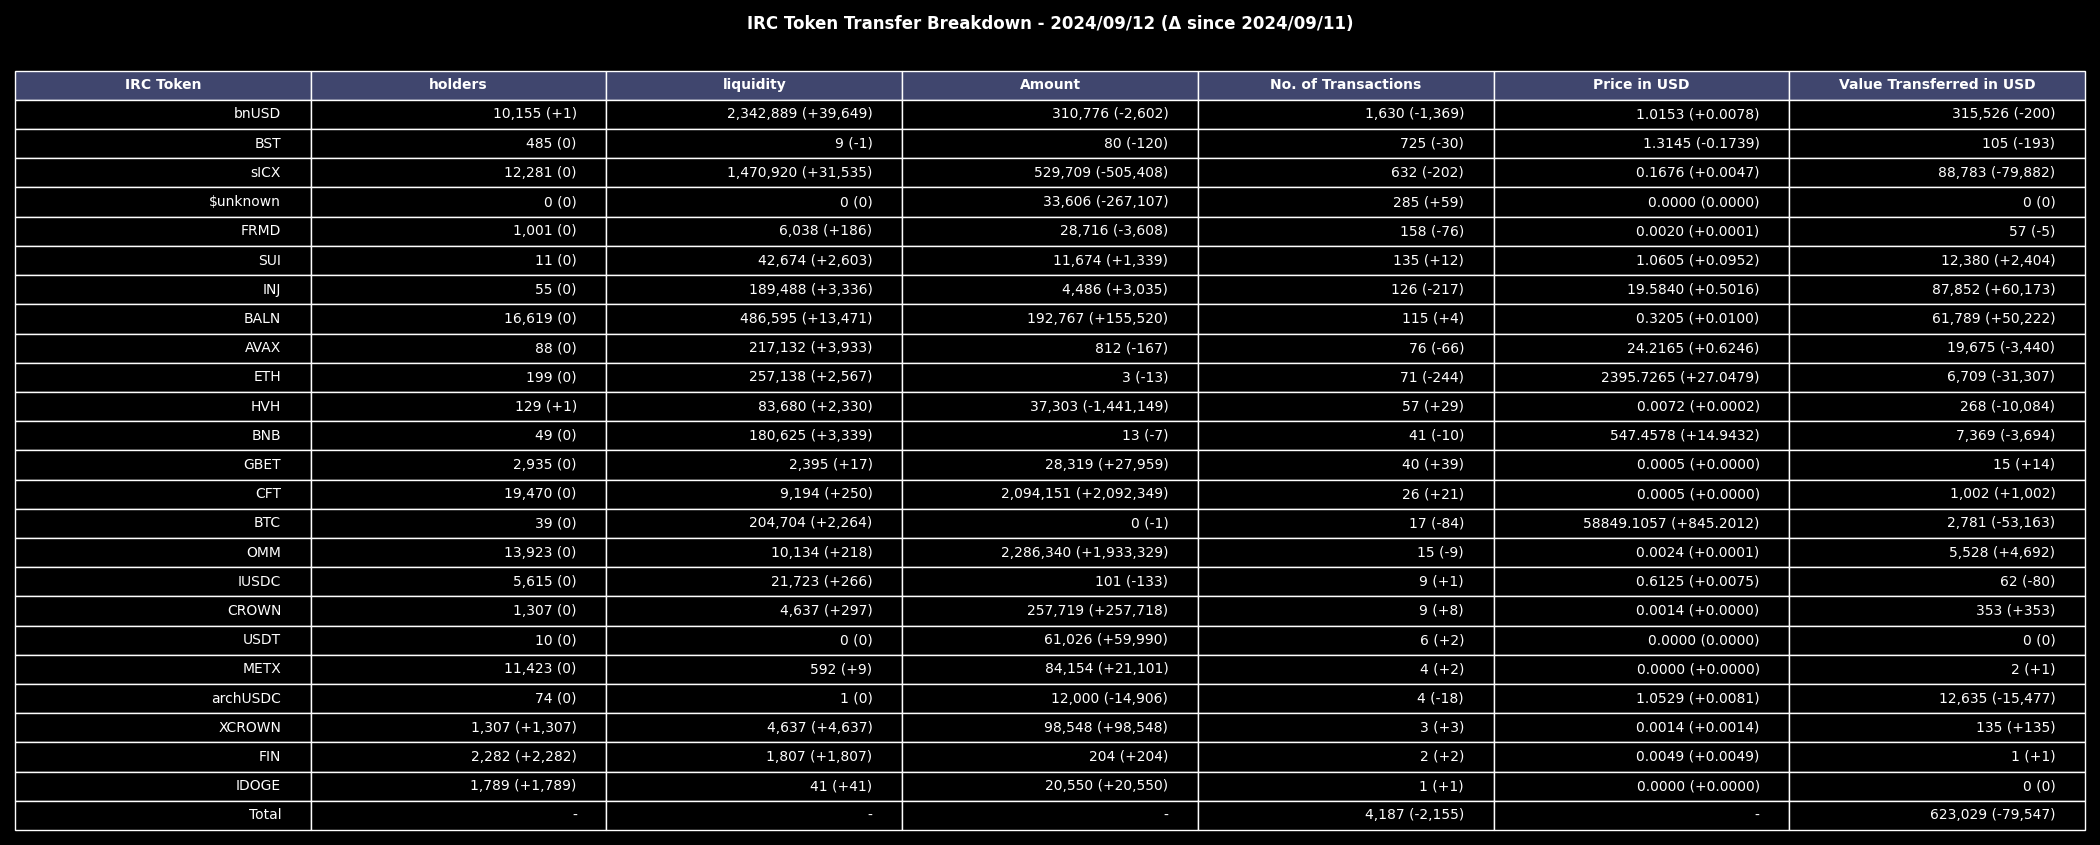 IRC Token Transfer Breakdown - 2024/09/12 (Δ since 2024/09/11)
IRC Token holders liquidity Amount No. of Transactions Price in USD Value Transferred in USD
bnUSD 10,155 (+1) 2,342,889 (+39,649) 310,776 (-2,602) 1,630 (-1,369) 1.0153 (+0.0078) 315,526 (-200)
BST 485 (0) 9 (-1) 80 (-120) 725 (-30) 1.3145 (-0.1739) 105 (-193)
sICX 12,281 (0) 1,470,920 (+31,535) 529,709 (-505,408) 632 (-202) 0.1676 (+0.0047) 88,783 (-79,882)
$unknown 0 (0) 0 (0) 33,606 (-267,107) 285 (+59) 0.0000 (0.0000) 0 (0)
FRMD 1,001 (0) 6,038 (+186) 28,716 (-3,608) 158 (-76) 0.0020 (+0.0001) 57 (-5)
SUI 11 (0) 42,674 (+2,603) 11,674 (+1,339) 135 (+12) 1.0605 (+0.0952) 12,380 (+2,404)
INJ 55 (0) 189,488 (+3,336) 4,486 (+3,035) 126 (-217) 19.5840 (+0.5016) 87,852 (+60,173)
BALN 16,619 (0) 486,595 (+13,471) 192,767 (+155,520) 115 (+4) 0.3205 (+0.0100) 61,789 (+50,222)
AVAX 88 (0) 217,132 (+3,933) 812 (-167) 76 (-66) 24.2165 (+0.6246) 19,675 (-3,440)
ETH 199 (0) 257,138 (+2,567) 3 (-13) 71 (-244) 2395.7265 (+27.0479) 6,709 (-31,307)
HVH 129 (+1) 83,680 (+2,330) 37,303 (-1,441,149) 57 (+29) 0.0072 (+0.0002) 268 (-10,084)
BNB 49 (0) 180,625 (+3,339) 13 (-7) 41 (-10) 547.4578 (+14.9432) 7,369 (-3,694)
GBET 2,935 (0) 2,395 (+17) 28,319 (+27,959) 40 (+39) 0.0005 (+0.0000) 15 (+14)
CFT 19,470 (0) 9,194 (+250) 2,094,151 (+2,092,349) 26 (+21) 0.0005 (+0.0000) 1,002 (+1,002)
BTC 39 (0) 204,704 (+2,264) 0 (-1) 17 (-84) 58849.1057 (+845.2012) 2,781 (-53,163)
OMM 13,923 (0) 10,134 (+218) 2,286,340 (+1,933,329) 15 (-9) 0.0024 (+0.0001) 5,528 (+4,692)
IUSDC 5,615 (0) 21,723 (+266) 101 (-133) 9 (+1) 0.6125 (+0.0075) 62 (-80)
CROWN 1,307 (0) 4,637 (+297) 257,719 (+257,718) 9 (+8) 0.0014 (+0.0000) 353 (+353)
USDT 10 (0) 0 (0) 61,026 (+59,990) 6 (+2) 0.0000 (0.0000) 0 (0)
METX 11,423 (0) 592 (+9) 84,154 (+21,101) 4 (+2) 0.0000 (+0.0000) 2 (+1)
archUSDC 74 (0) 1 (0) 12,000 (-14,906) 4 (-18) 1.0529 (+0.0081) 12,635 (-15,477)
XCROWN 1,307 (+1,307) 4,637 (+4,637) 98,548 (+98,548) 3 (+3) 0.0014 (+0.0014) 135 (+135)
FIN 2,282 (+2,282) 1,807 (+1,807) 204 (+204) 2 (+2) 0.0049 (+0.0049) 1 (+1)
IDOGE 1,789 (+1,789) 41 (+41) 20,550 (+20,550) 1 (+1) 0.0000 (+0.0000) 0 (0)
Total - - - 4,187 (-2,155) - 623,029 (-79,547)